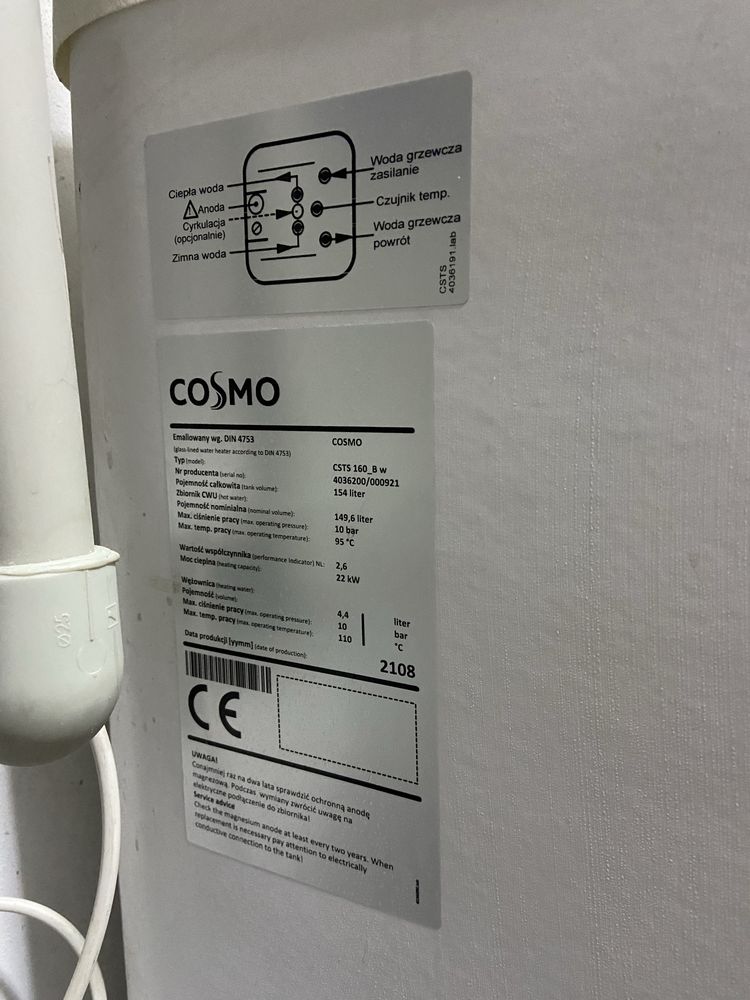 Ciepła woda
Anoda
Cyrkulacja
(opcjonalnie)
Zimna woda
Woda grzewcza
zasilanie
Czujnik temp.
Woda grzewcza
powrót
CSTS
4036191.lab
COSMO
Emaliowany wg. DIN 4753 COSMO
(glass-lined water heater according to DIN 4753)
Typ (model): CSTS 160_B w
Nr producenta (serial no): 4036200/000921
Pojemność całkowita (tank volume): 154 liter
Zbiornik CWU (hot water):
Pojemność nominialna (nominal volume): 149,6 liter
Max. ciśnienie pracy (max. operating pressure): 10 bar
Max. temp. pracy (max. operating temperature): 95 °C
Wartość współczynnika (performance indicator) NL: 2,6
Moc cieplna (heating capacity): 22 kW
Wężownica (heating water):
Pojemność (volume): 4,4 liter
Max. ciśnienie pracy (max. operating pressure): 10 bar
Max. temp. pracy (max. operating temperature): 110 °C
Data produkcji [yymm] (date of production): 2108
CE
UWAGA!
Conajmniej raz na dwa lata sprawdzić ochronną anodę
magnezową. Podczas wymiany zwrócić uwagę na
elektryczne podłączenie do zbiornika!
Service advice
Check the magnesium anode at least every two years. When
replacement is necessary pay attention to electrically
conductive connection to the tank!
Ø25